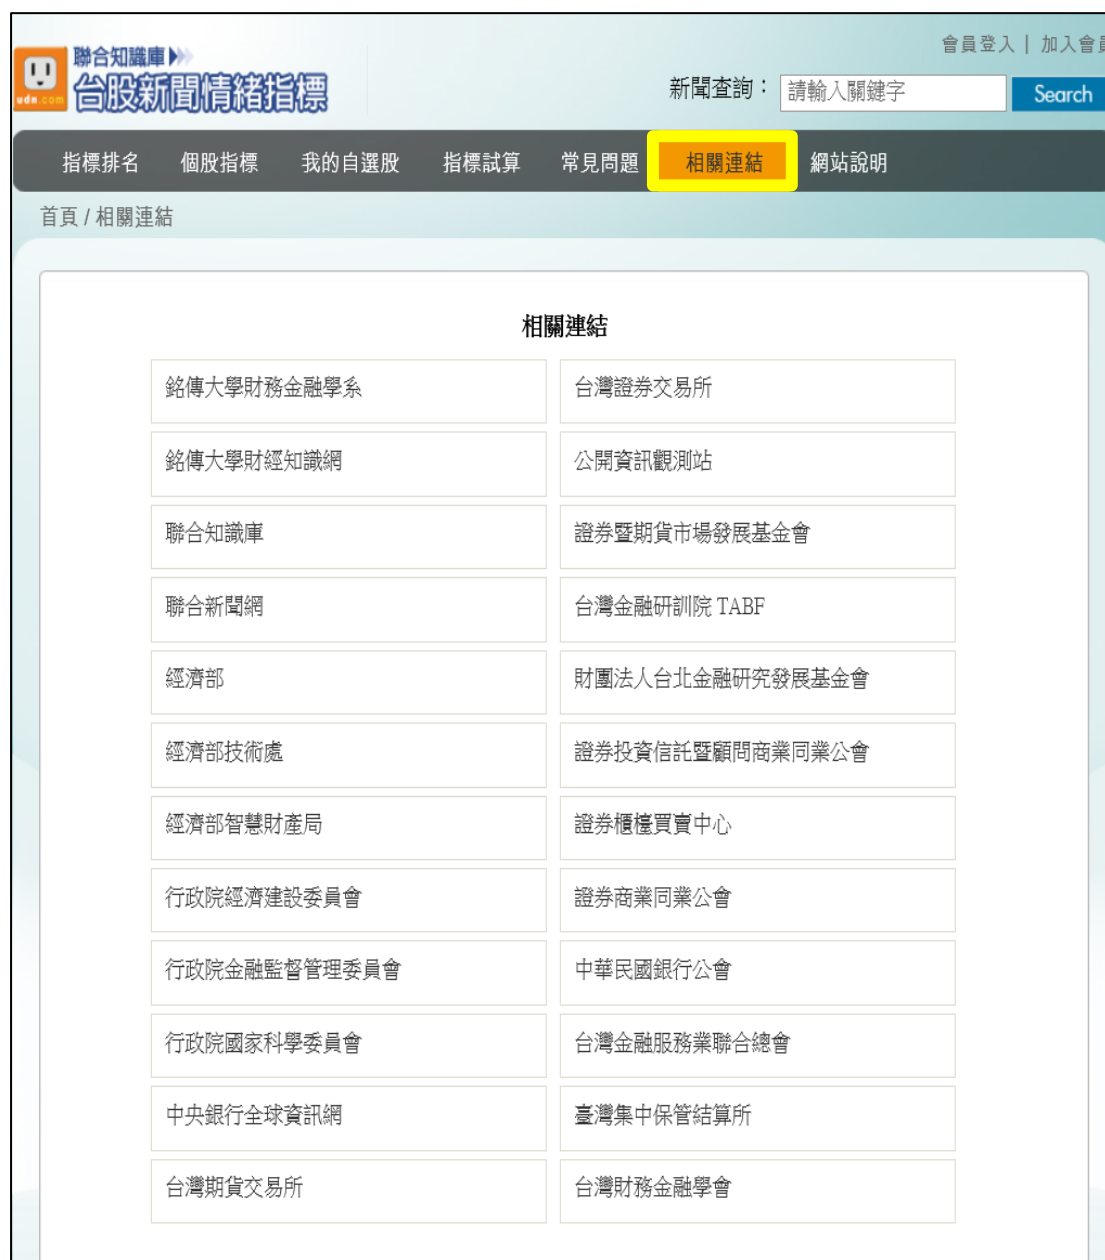 會員登入 | 加入會員
聯合知識庫
udn.com
台股新聞情緒指標
新聞查詢： 請輸入關鍵字 Search
指標排名 個股指標 我的自選股 指標試算 常見問題 相關連結 網站說明
首頁 / 相關連結
相關連結
銘傳大學財務金融學系 台灣證券交易所
銘傳大學財經知識網 公開資訊觀測站
聯合知識庫 證券暨期貨市場發展基金會
聯合新聞網 台灣金融研訓院 TABF
經濟部 財團法人台北金融研究發展基金會
經濟部技術處 證券投資信託暨顧問商業同業公會
經濟部智慧財產局 證券櫃檯買賣中心
行政院經濟建設委員會 證券商業同業公會
行政院金融監督管理委員會 中華民國銀行公會
行政院國家科學委員會 台灣金融服務業聯合總會
中央銀行全球資訊網 臺灣集中保管結算所
台灣期貨交易所 台灣財務金融學會